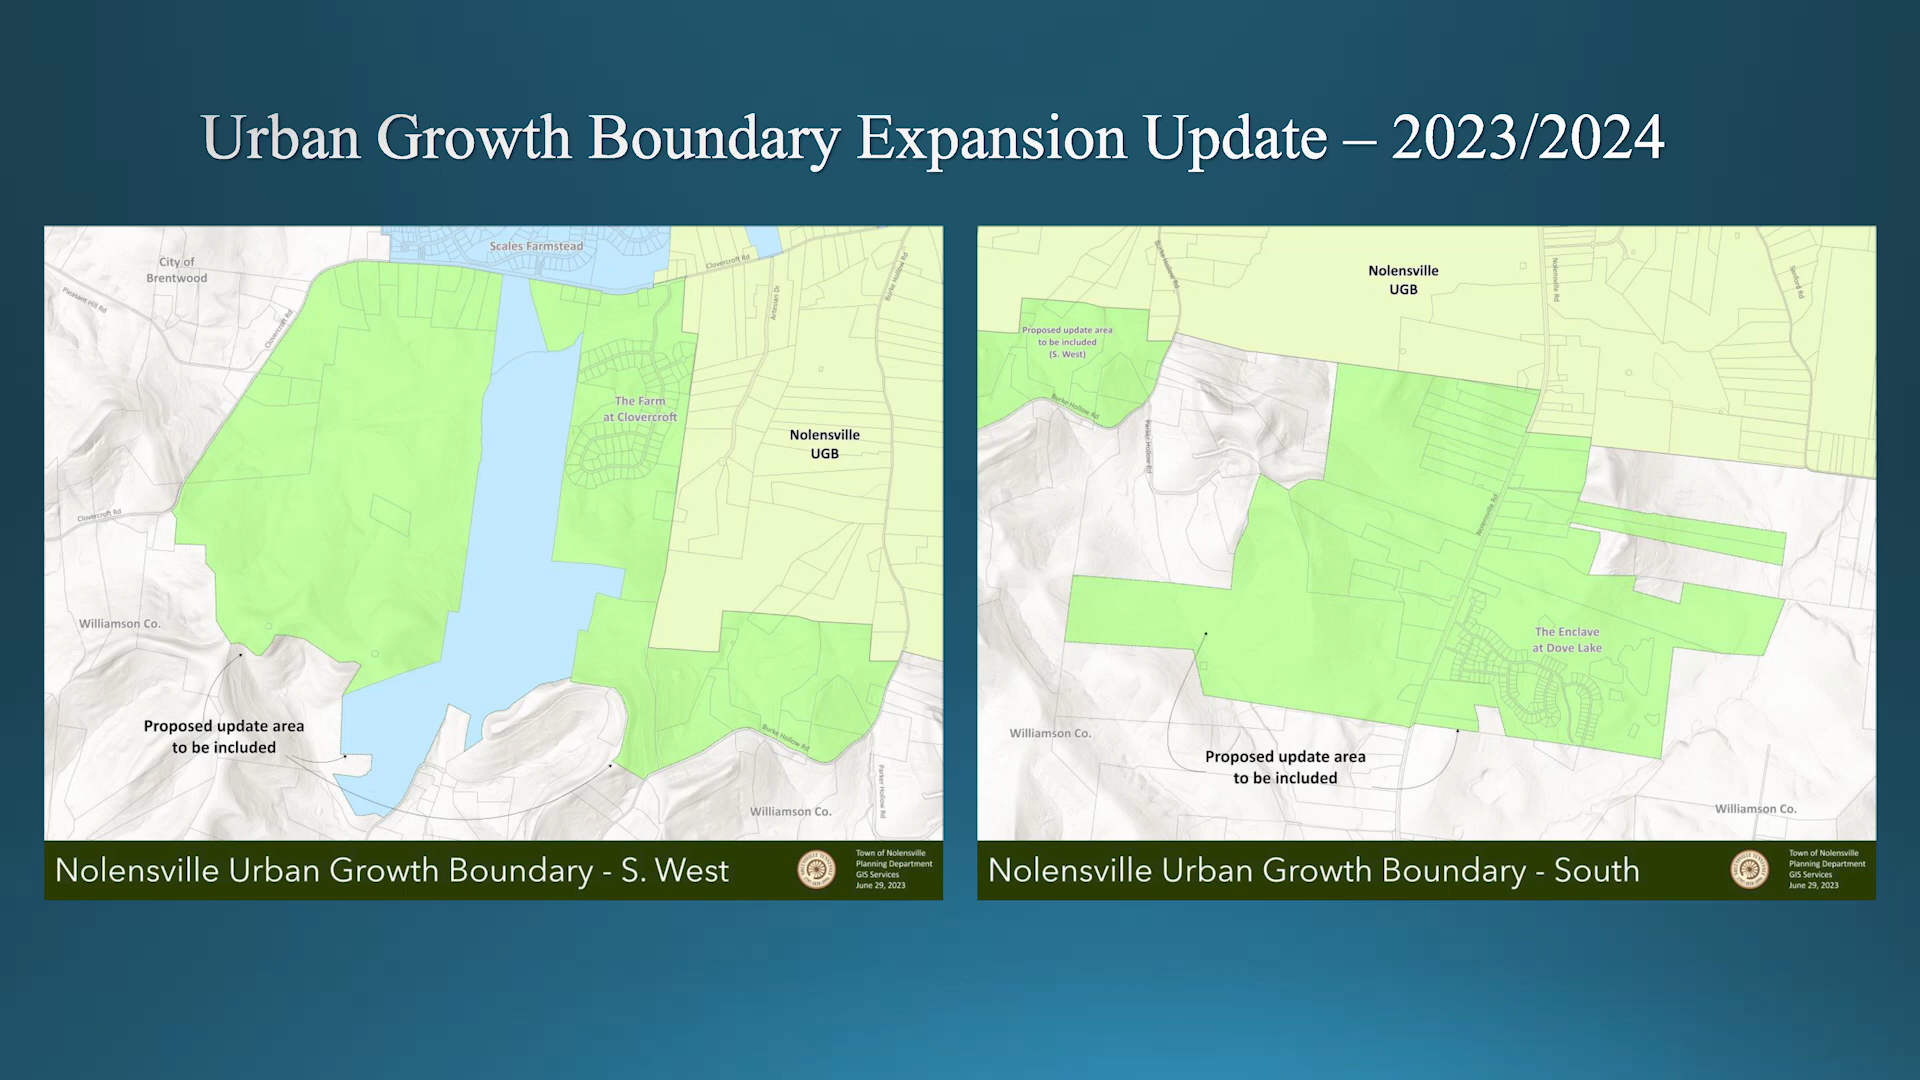 Urban Growth Boundary Expansion Update – 2023/2024
Scales Farmstead
City of
Brentwood
Pleasant Hill Rd
Clovercroft Rd
Clovercroft Rd
Artesian Dr
Burke Hollow Rd
The Farm
at Clovercroft
Nolensville
UGB
Clovercroft Rd
Williamson Co.
Proposed update area
to be included
Burke Hollow Rd
Parker Hollow Rd
Williamson Co.
Nolensville Urban Growth Boundary - S. West
Town of Nolensville
Planning Department
GIS Services
June 29, 2023
Burke Hollow Rd
Nolensville
UGB
Nolensville Rd
Sanford Rd
Proposed update area
to be included
(S. West)
Burke Hollow Rd
Parker Hollow Rd
Nolensville Rd
The Enclave
at Dove Lake
Williamson Co.
Proposed update area
to be included
Williamson Co.
Nolensville Urban Growth Boundary - South
Town of Nolensville
Planning Department
GIS Services
June 29, 2023